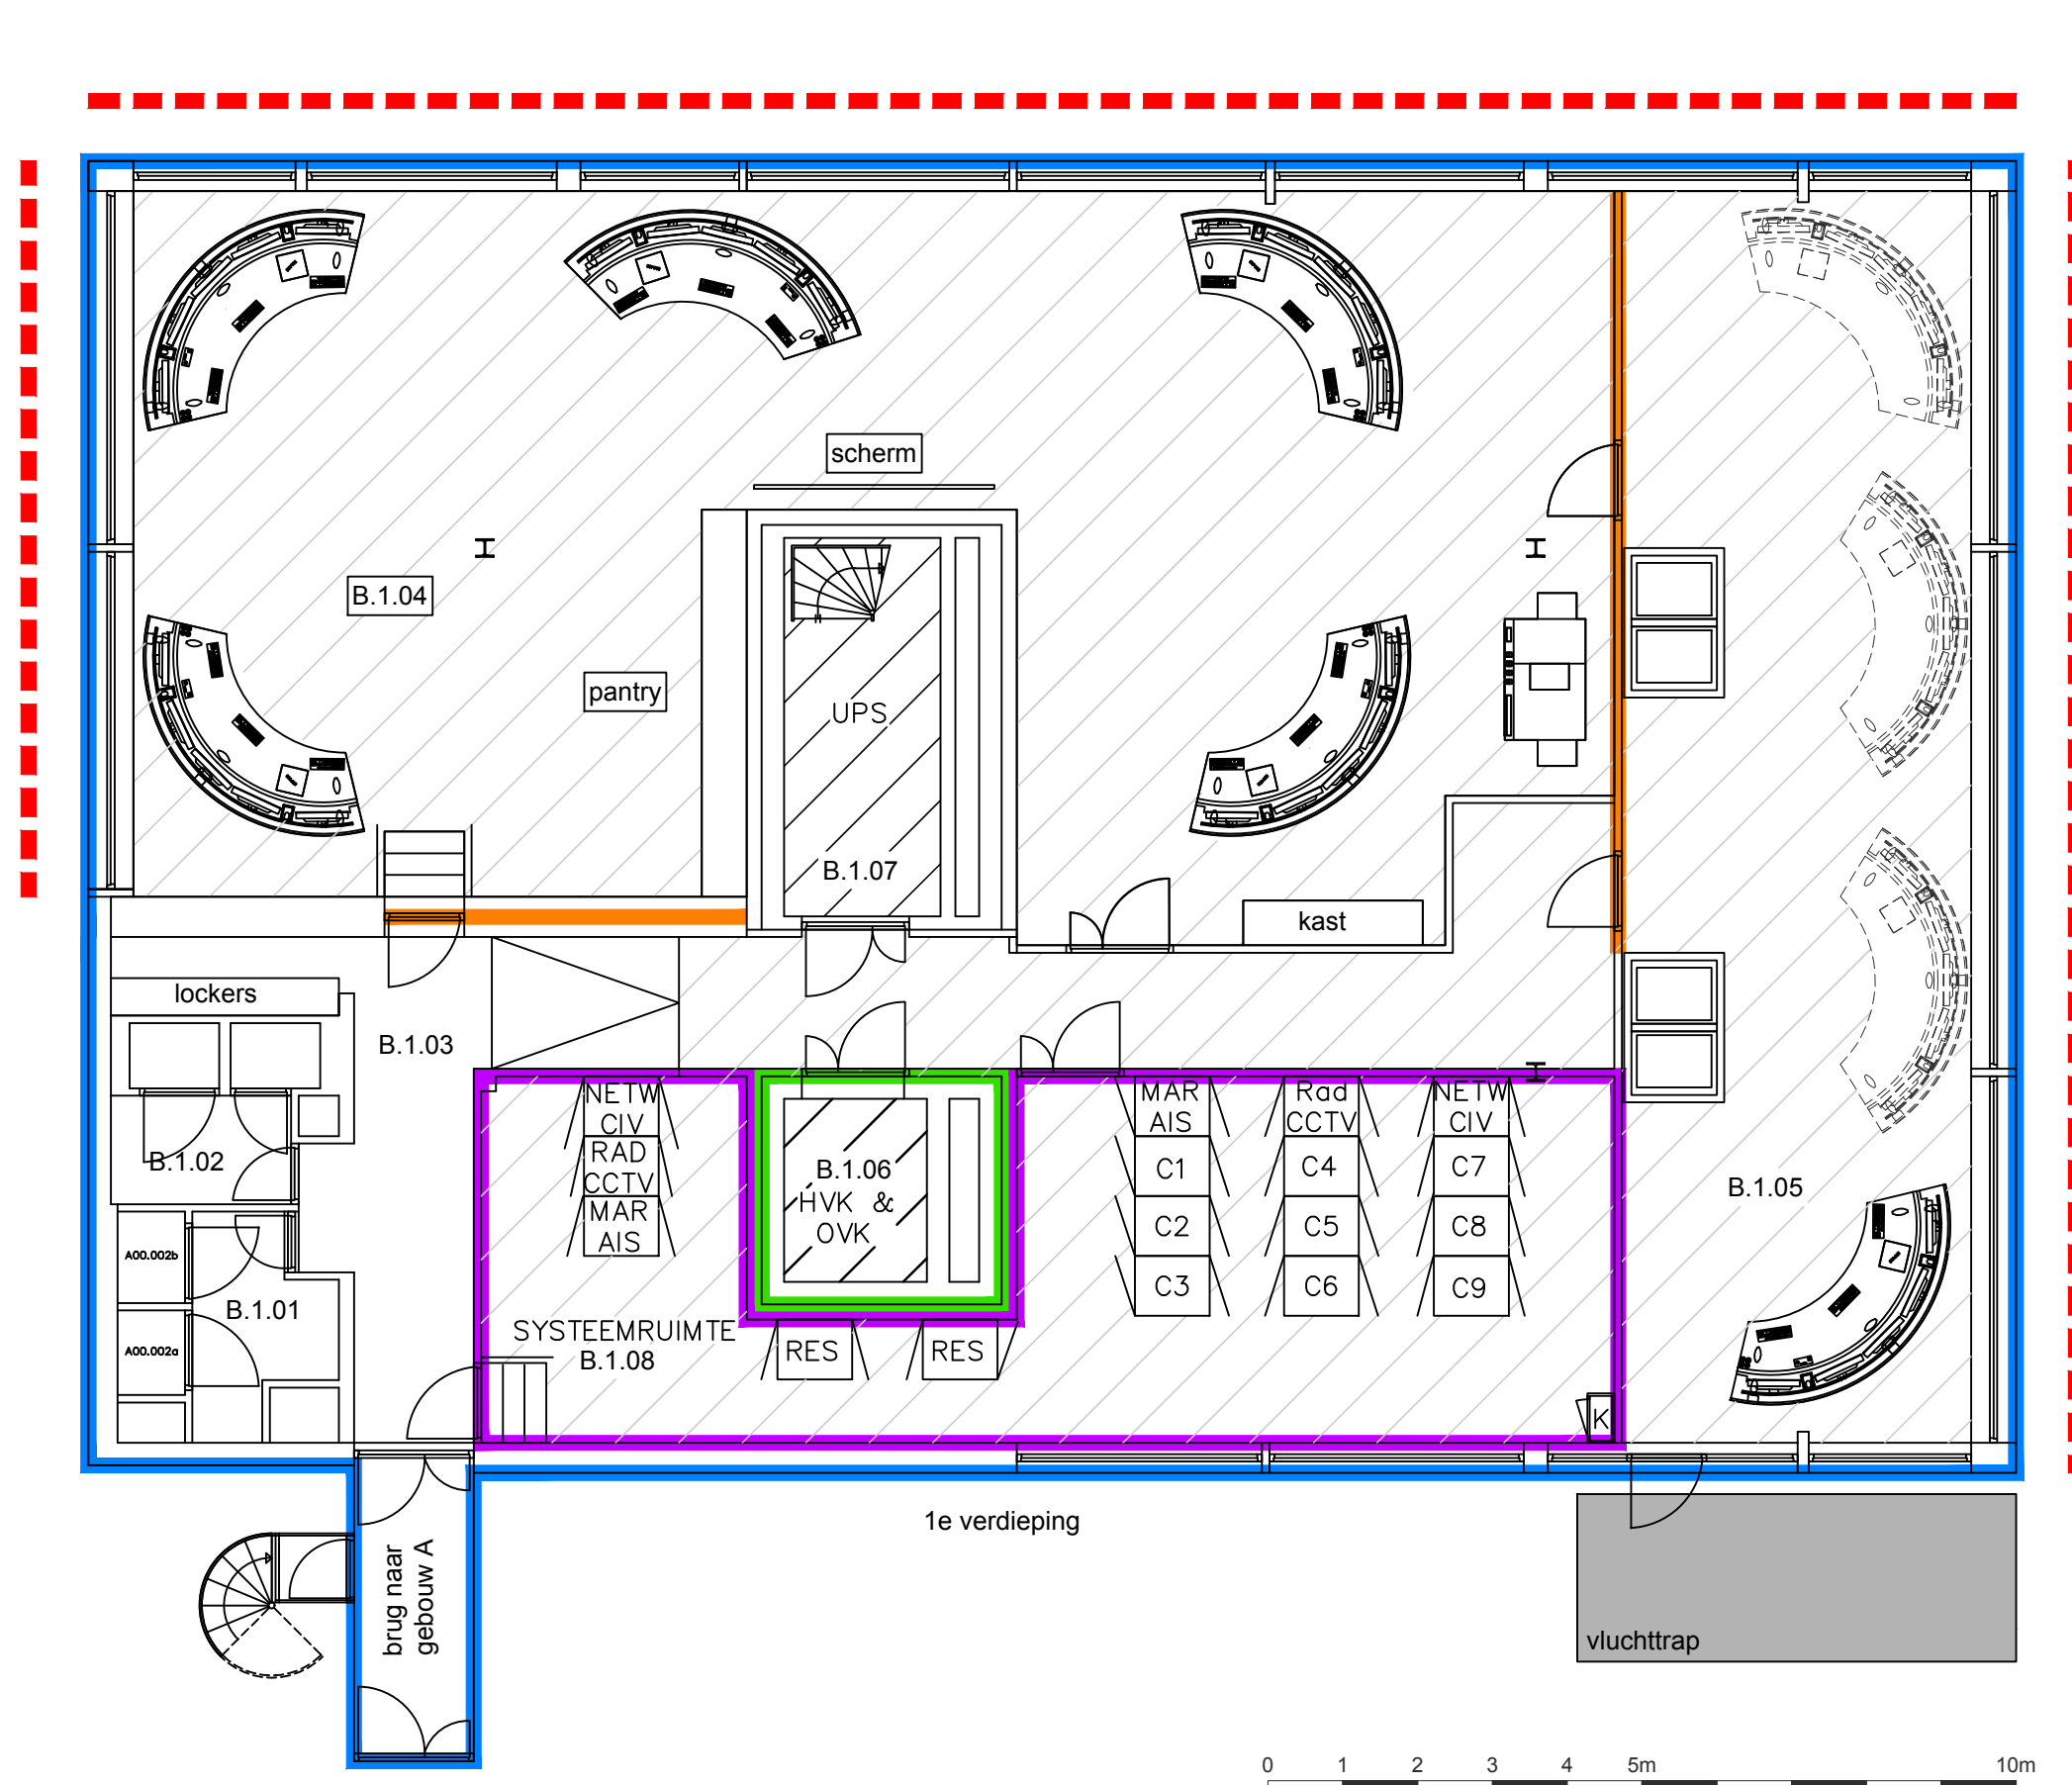 scherm
B.1.04
pantry
UPS
B.1.07
kast
lockers
B.1.03
B.1.02
NETW
CIV
RAD
CCTV
MAR
AIS
B.1.06
HVK &
OVK
MAR
AIS
C1
C2
C3
Rad
CCTV
C4
C5
C6
NETW
CIV
C7
C8
C9
B.1.05
A00.002b
B.1.01
A00.002a
SYSTEEMRUIMTE
B.1.08
RES
RES
K
1e verdieping
brug naar
gebouw A
vluchttrap
0 1 2 3 4 5m 10m